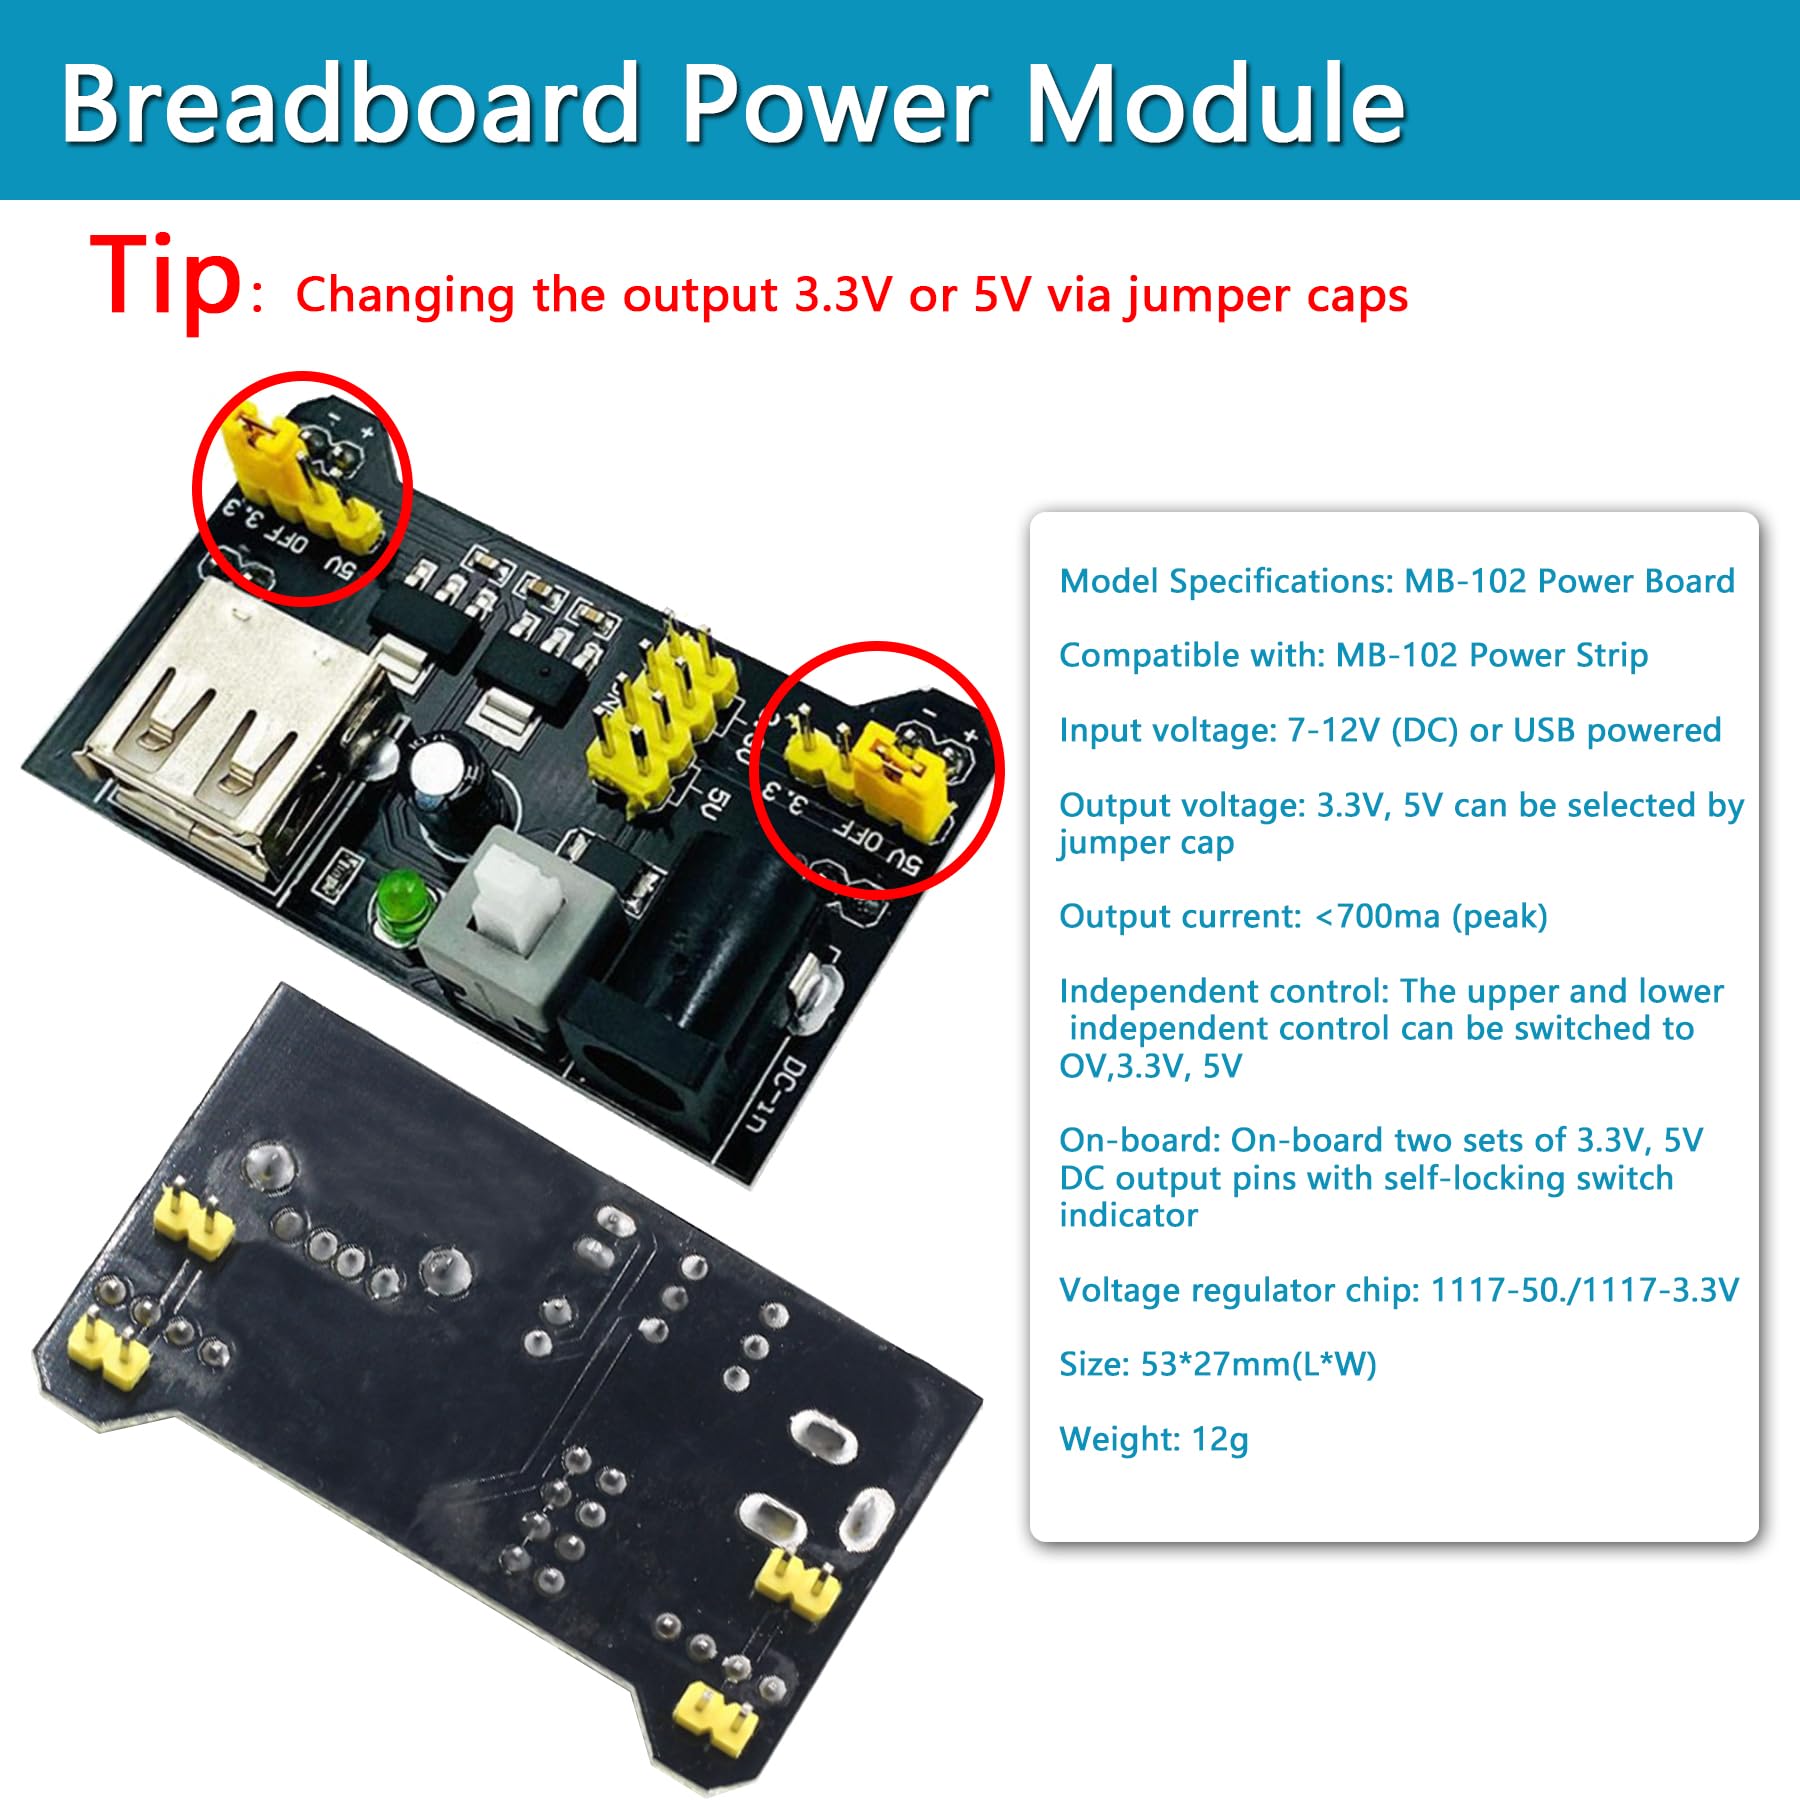 Breadboard Power Module
Tip: Changing the output 3.3V or 5V via jumper caps
- +
3.3
OFF
5V
5V
3.3
OFF
5V
- +
DC-in
Model Specifications: MB-102 Power Board
Compatible with: MB-102 Power Strip
Input voltage: 7-12V (DC) or USB powered
Output voltage: 3.3V, 5V can be selected by
jumper cap
Output current: <700ma (peak)
Independent control: The upper and lower
independent control can be switched to
OV,3.3V, 5V
On-board: On-board two sets of 3.3V, 5V
DC output pins with self-locking switch
indicator
Voltage regulator chip: 1117-50./1117-3.3V
Size: 53*27mm(L*W)
Weight: 12g